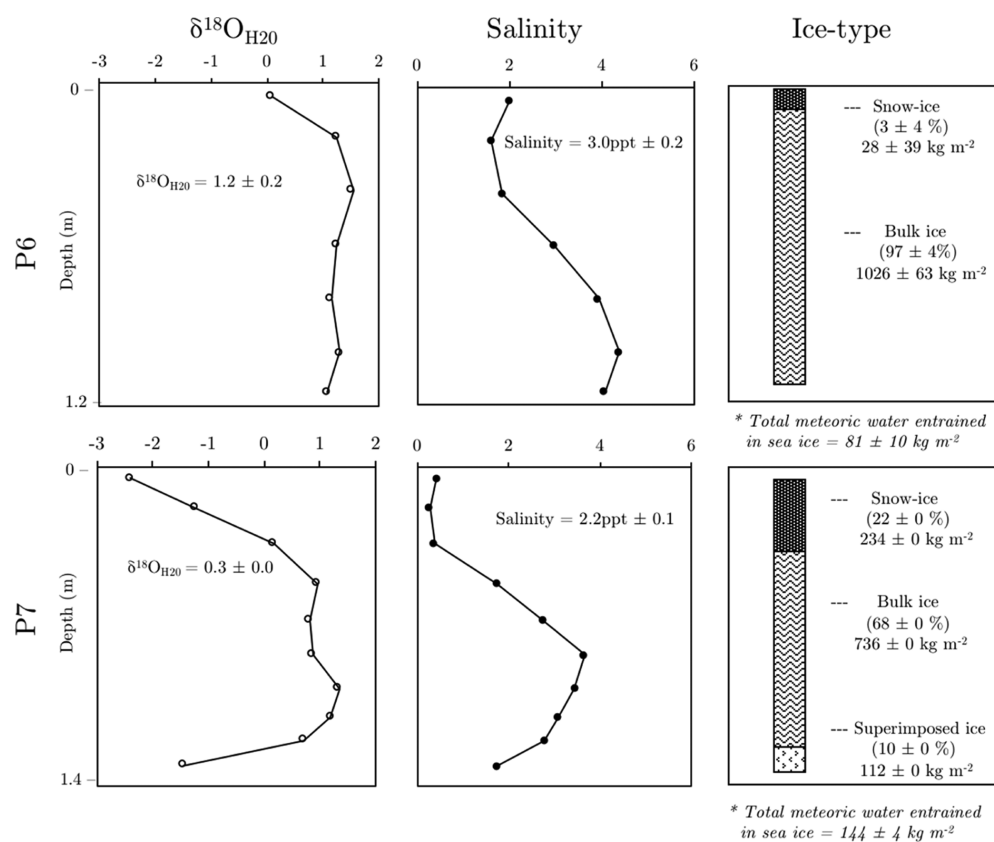 δ¹⁸O_H20 Salinity Ice-type
-3 -2 -1 0 1 2
0 2 4 6
0
1.2
P6
Depth (m)
δ¹⁸O_H20 = 1.2 ± 0.2
Salinity = 3.0ppt ± 0.2
--- Snow-ice
(3 ± 4 %)
28 ± 39 kg m⁻²
--- Bulk ice
(97 ± 4%)
1026 ± 63 kg m⁻²
* Total meteoric water entrained
in sea ice = 81 ± 10 kg m⁻²
-3 -2 -1 0 1 2
0 2 4 6
0
1.4
P7
Depth (m)
δ¹⁸O_H20 = 0.3 ± 0.0
Salinity = 2.2ppt ± 0.1
--- Snow-ice
(22 ± 0 %)
234 ± 0 kg m⁻²
--- Bulk ice
(68 ± 0 %)
736 ± 0 kg m⁻²
--- Superimposed ice
(10 ± 0 %)
112 ± 0 kg m⁻²
* Total meteoric water entrained
in sea ice = 144 ± 4 kg m⁻²